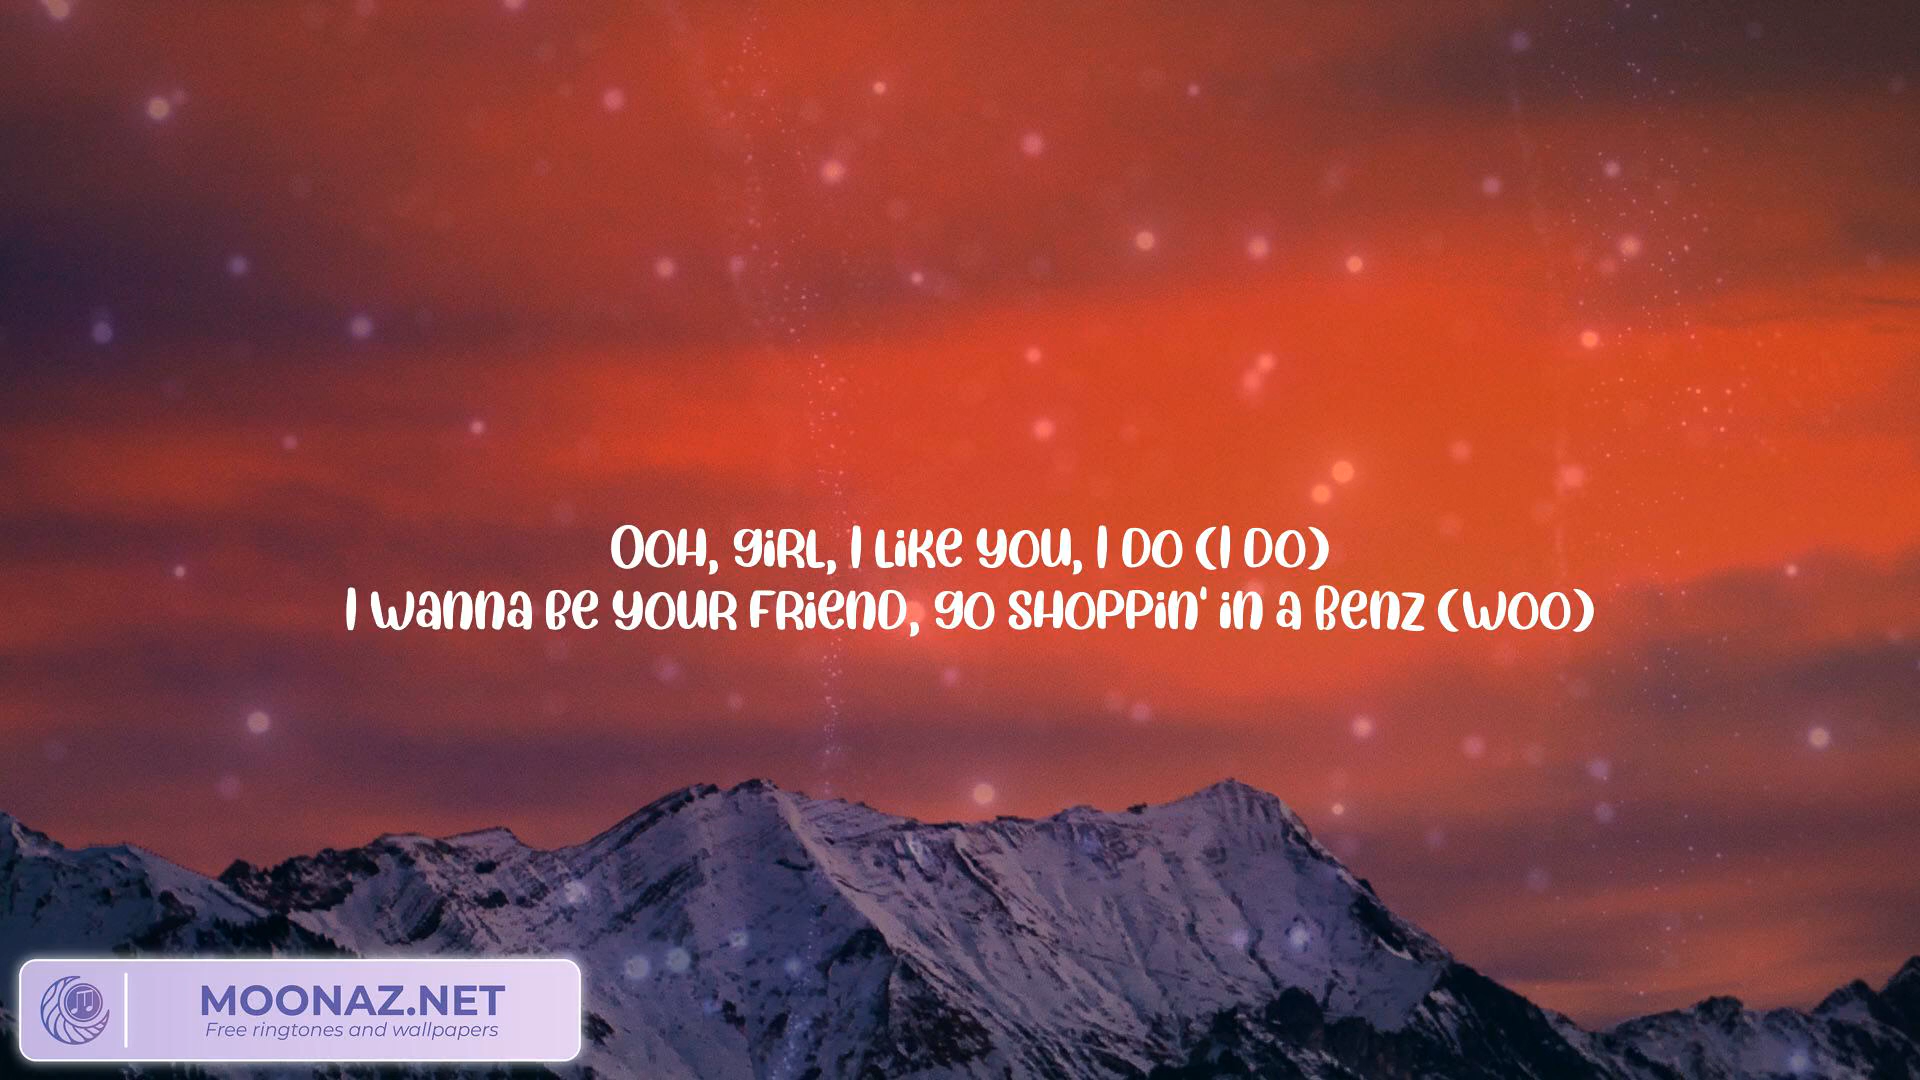 Ooh, girl, I like you, I do (I do)
I wanna be your friend, go shoppin' in a Benz (woo)
MOONAZ.NET
Free ringtones and wallpapers